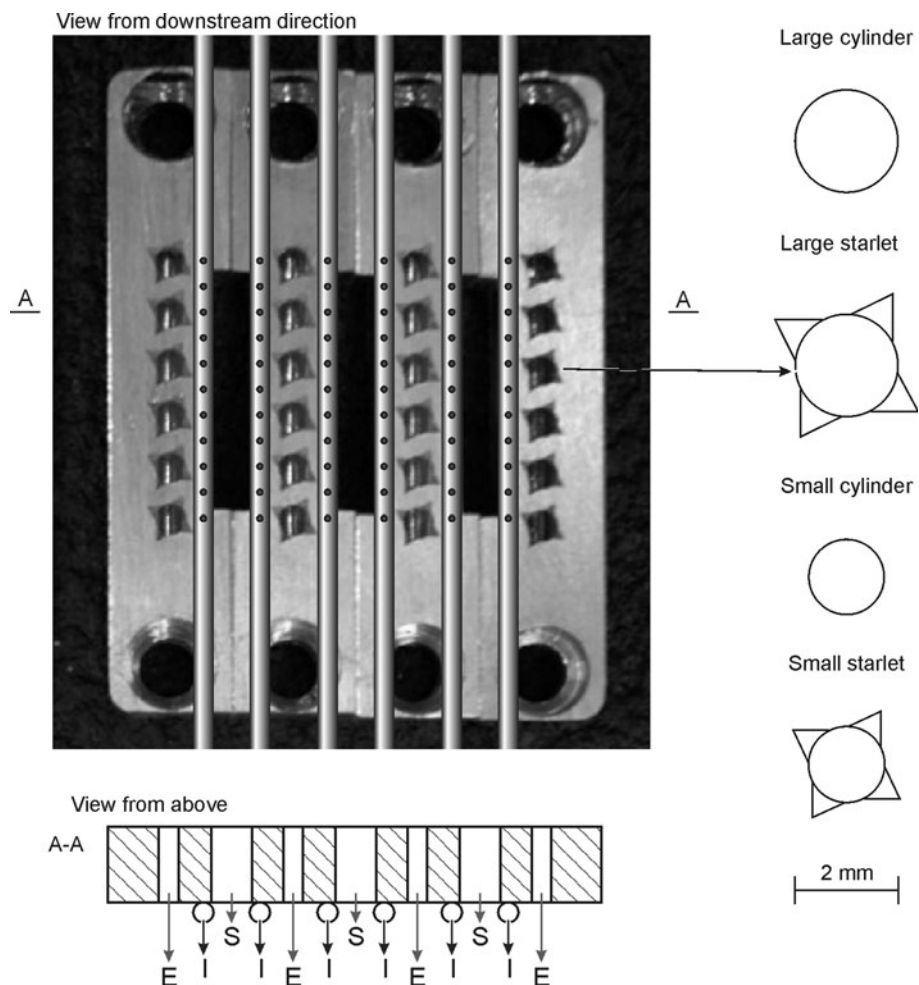 View from downstream direction
Large cylinder
Large starlet
A A
Small cylinder
Small starlet
View from above
A-A
2 mm
S S S
I I I I I I
E E E E